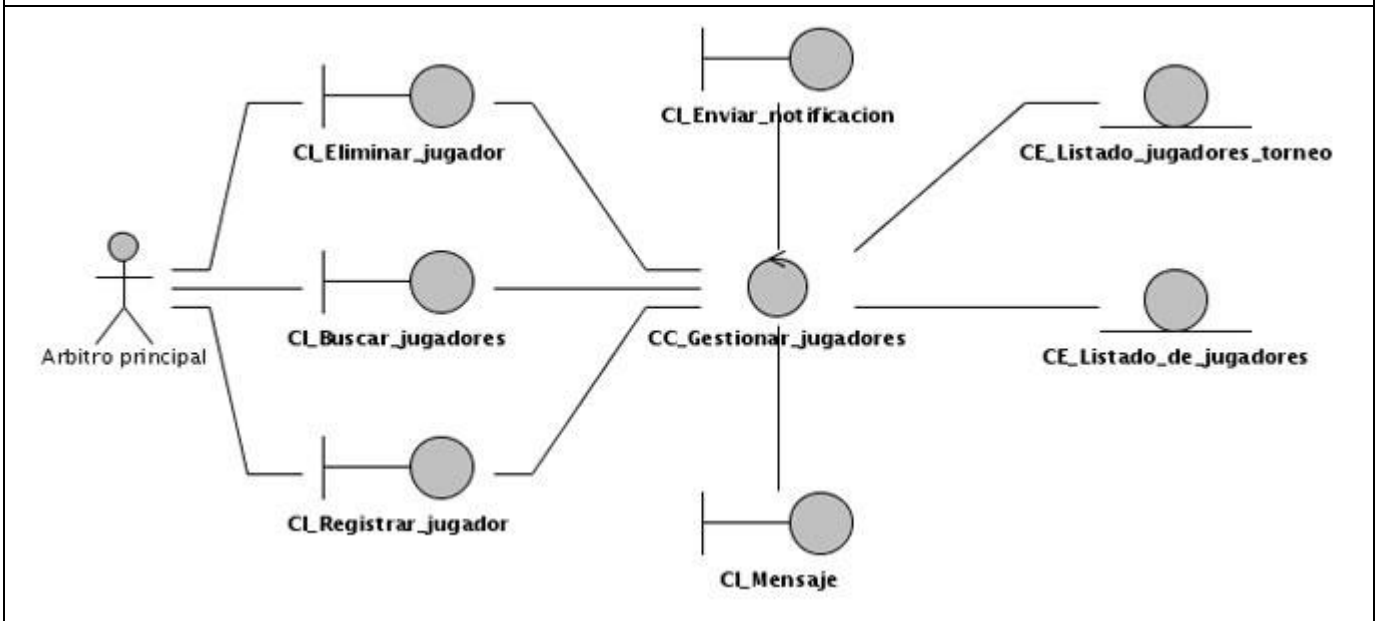 CI_Enviar_notificacion
CI_Eliminar_jugador
CE_Listado_jugadores_torneo
CI_Buscar_jugadores
CC_Gestionar_jugadores
Arbitro principal
CE_Listado_de_jugadores
CI_Registrar_jugador
CI_Mensaje